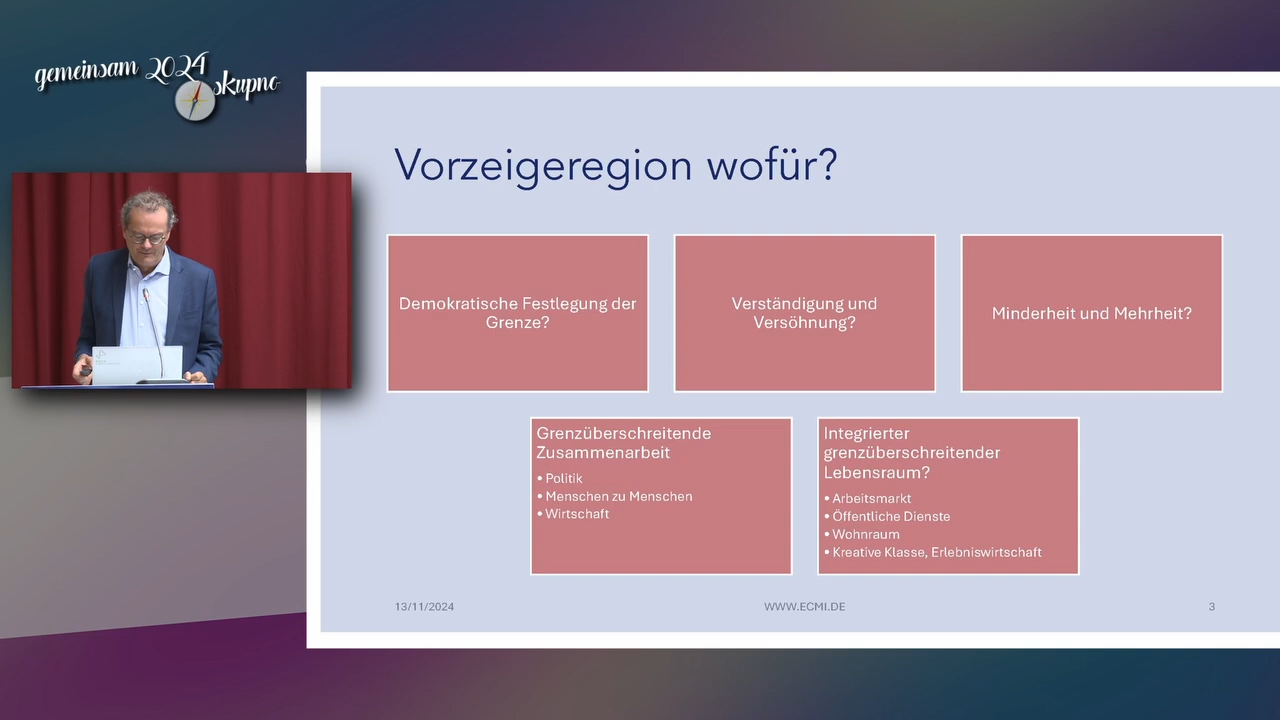 gemeinsam 2024
skupno
Vorzeigeregion wofür?
Demokratische Festlegung der
Grenze?
Verständigung und
Versöhnung?
Minderheit und Mehrheit?
Grenzüberschreitende
Zusammenarbeit
• Politik
• Menschen zu Menschen
• Wirtschaft
Integrierter
grenzüberschreitender
Lebensraum?
• Arbeitsmarkt
• Öffentliche Dienste
• Wohnraum
• Kreative Klasse, Erlebniswirtschaft
13/11/2024
WWW.ECMI.DE
3